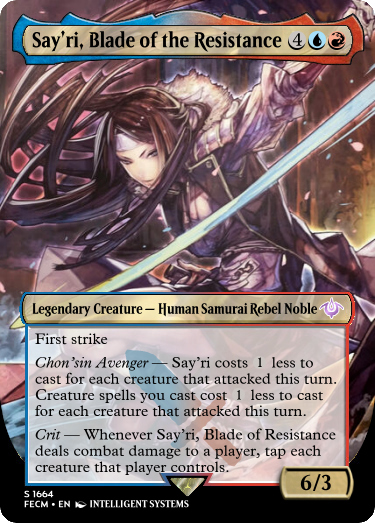 Say'ri, Blade of the Resistance 4
Legendary Creature — Human Samurai Rebel Noble
First strike
Chon'sin Avenger — Say'ri costs 1 less to
cast for each creature that attacked this turn.
Creature spells you cast cost 1 less to cast
for each creature that attacked this turn.
Crit — Whenever Say'ri, Blade of Resistance
deals combat damage to a player, tap each
creature that player controls.
6/3
S 1664
FECM • EN INTELLIGENT SYSTEMS